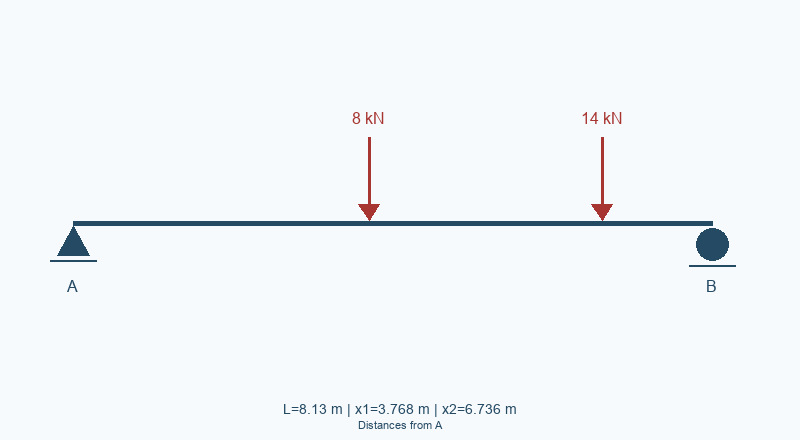 8 kN
14 kN
A
B
L=8.13 m | x1=3.768 m | x2=6.736 m
Distances from A